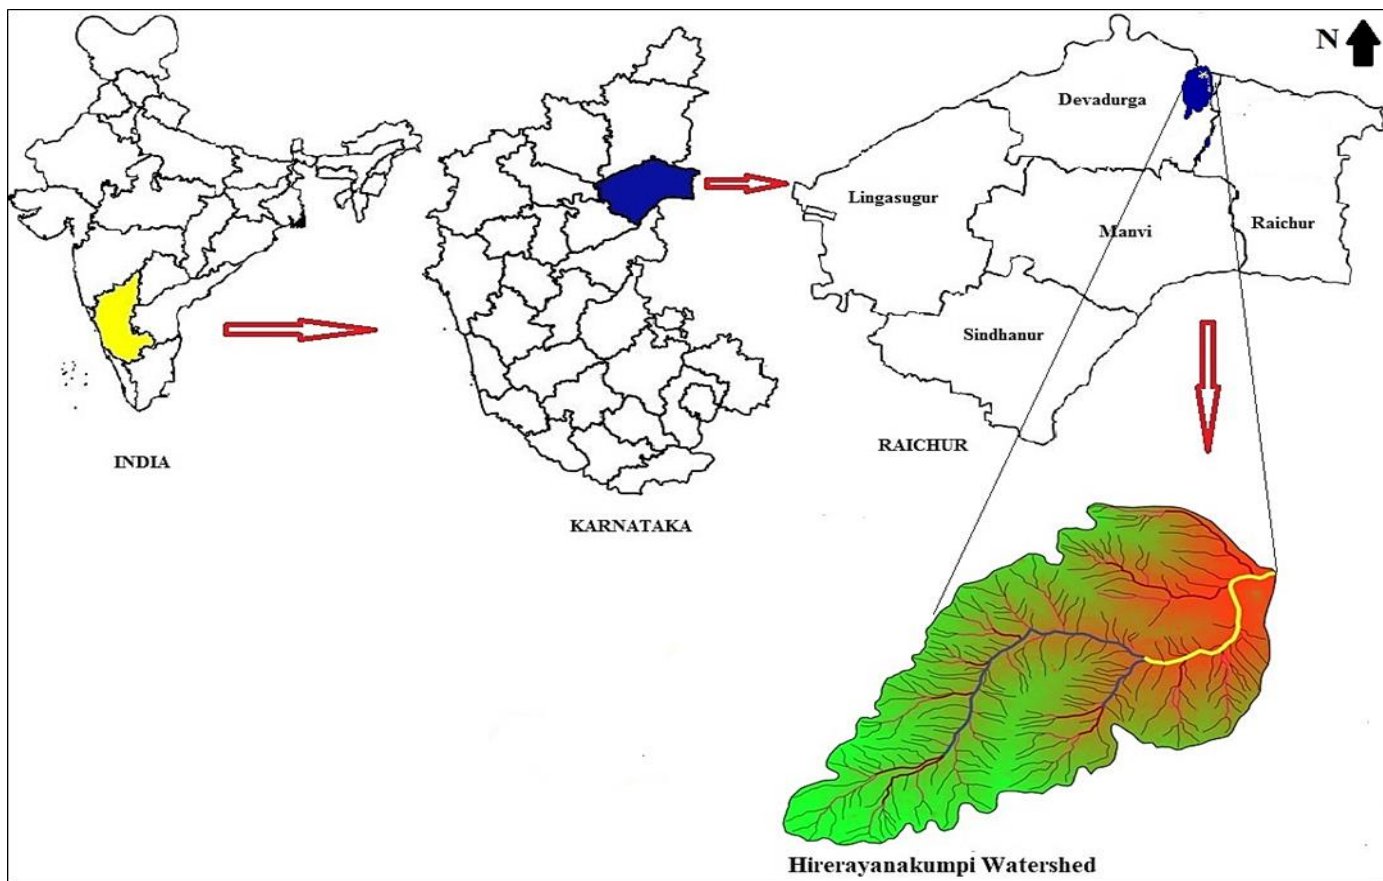 N
Devadurga
Lingasugur
Manvi
Raichur
Sindhanur
RAICHUR
INDIA
KARNATAKA
Hirerayanakumpi Watershed